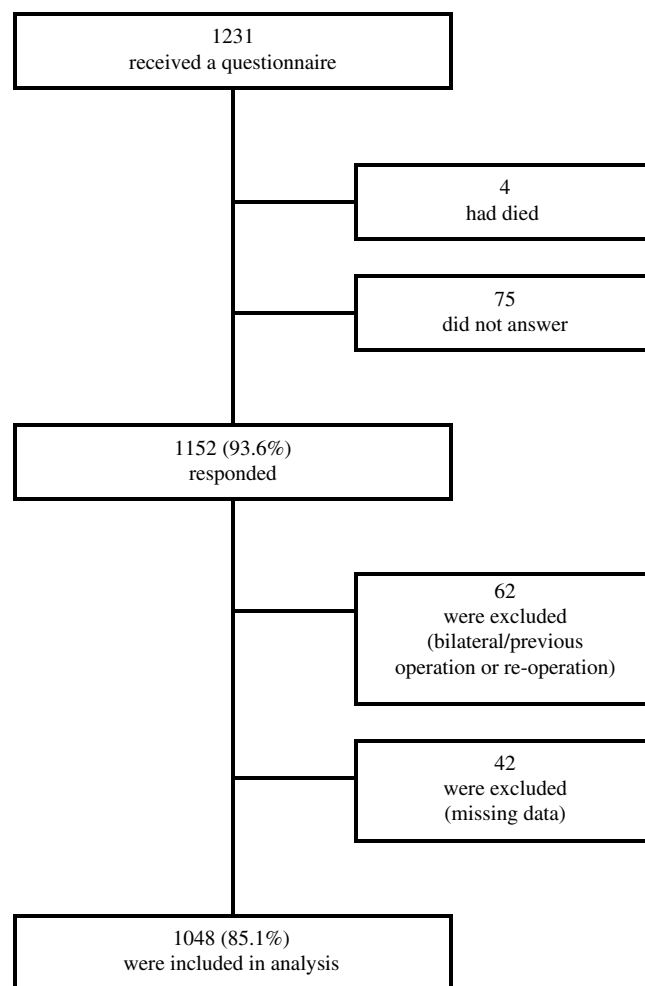 1231
received a questionnaire
4
had died
75
did not answer
1152 (93.6%)
responded
62
were excluded
(bilateral/previous
operation or re-operation)
42
were excluded
(missing data)
1048 (85.1%)
were included in analysis